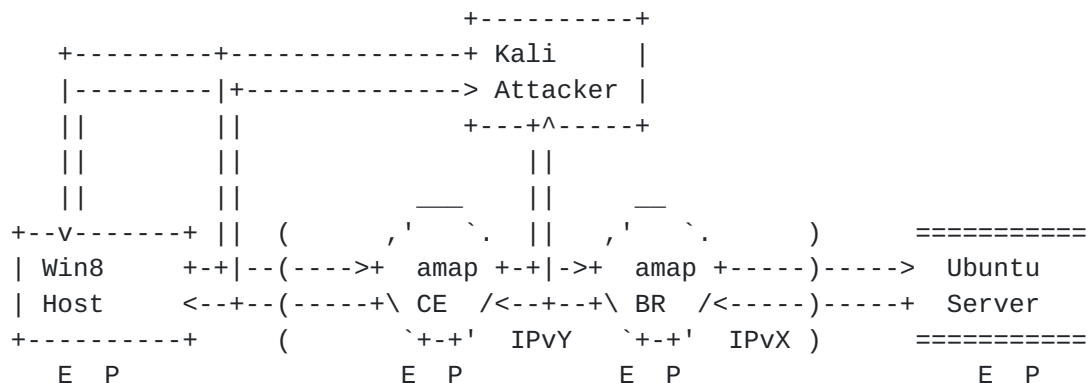 Kali
Attacker
Win8 amap amap Ubuntu
Host CE BR Server
IPvY IPvX
E P E P E P E P